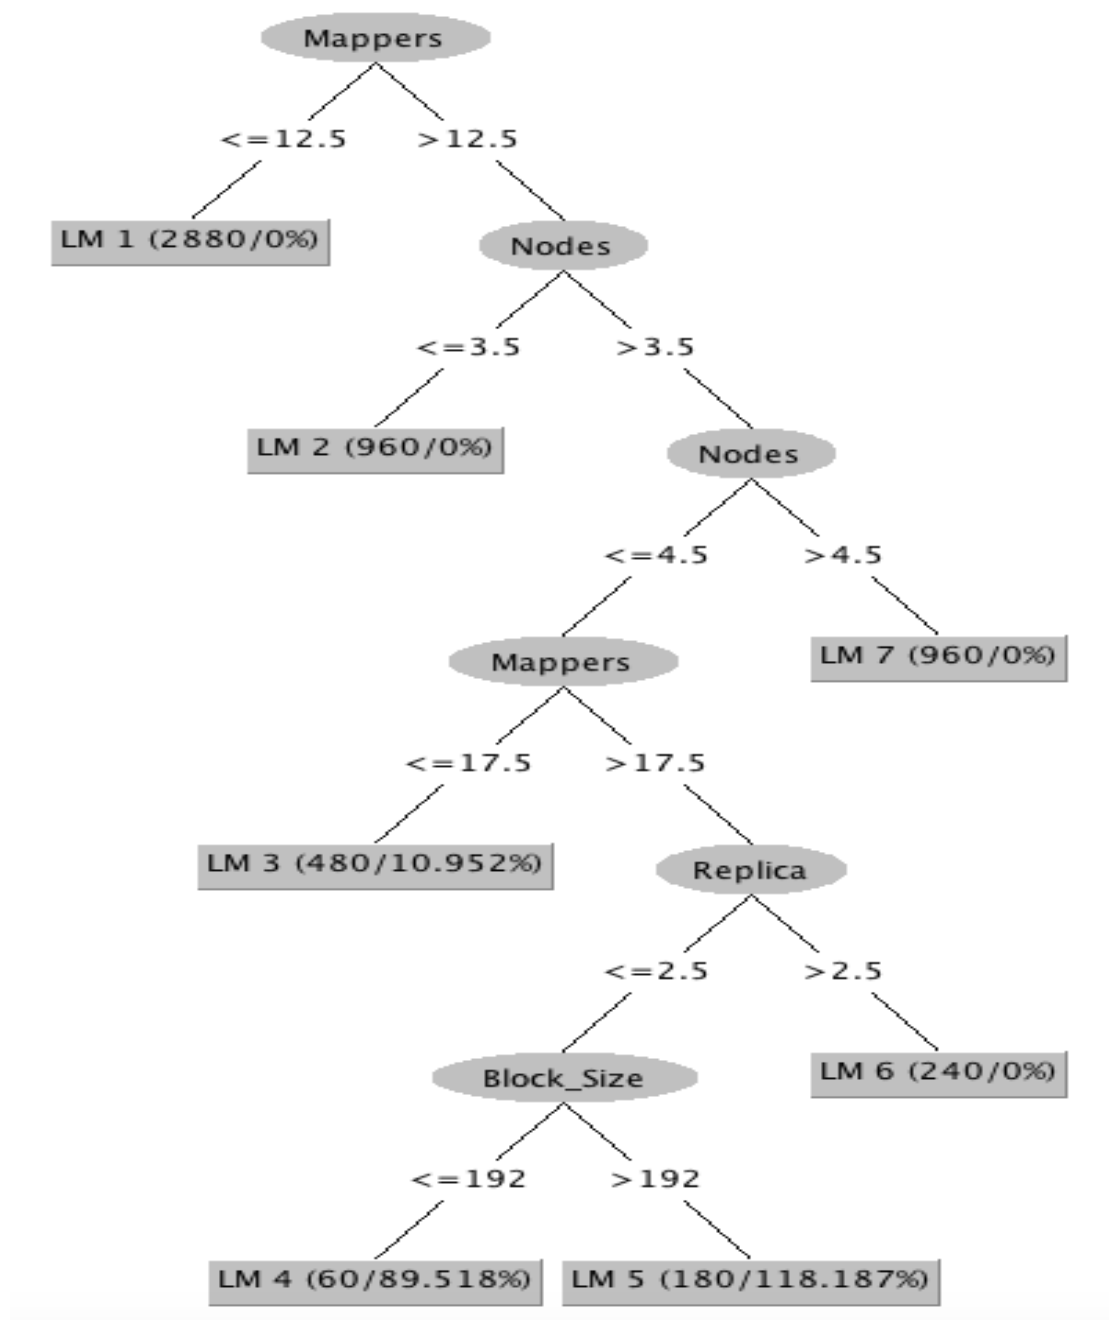 Mappers
<=12.5 >12.5
LM 1 (2880/0%)
Nodes
<=3.5 >3.5
LM 2 (960/0%)
Nodes
<=4.5 >4.5
Mappers
LM 7 (960/0%)
<=17.5 >17.5
LM 3 (480/10.952%)
Replica
<=2.5 >2.5
Block_Size
LM 6 (240/0%)
<=192 >192
LM 4 (60/89.518%) LM 5 (180/118.187%)